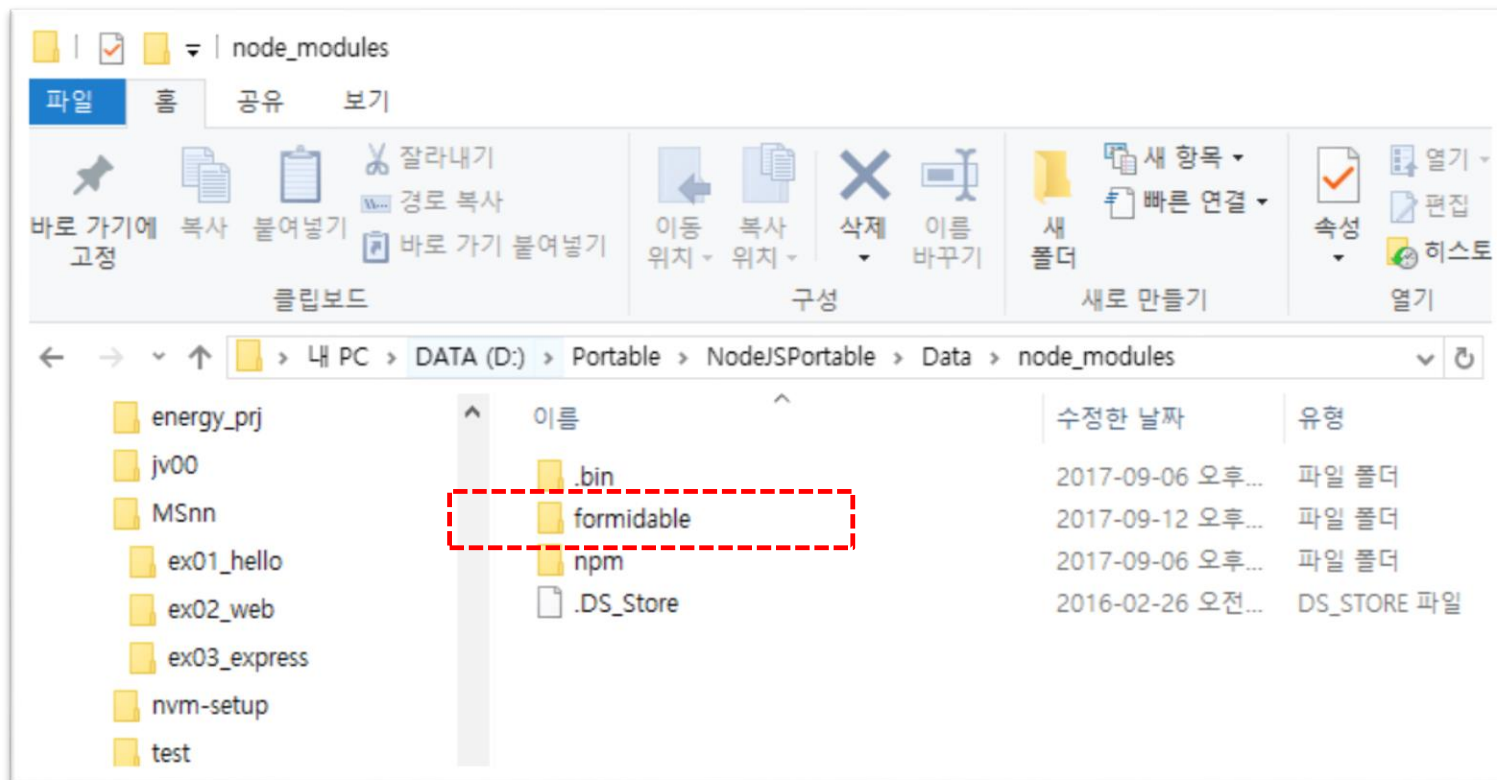 node_modules
파일 홈 공유 보기
잘라내기 새 항목 열기
경로 복사 빠른 연결 편집
바로 가기에 고정 복사 붙여넣기 바로 가기 붙여넣기 이동 위치 복사 위치 삭제 이름 바꾸기 새 폴더 속성 히스토
클립보드 구성 새로 만들기 열기
내 PC > DATA (D:) > Portable > NodeJSPortable > Data > node_modules
energy_prj
jv00
MSnn
ex01_hello
ex02_web
ex03_express
nvm-setup
test
이름 수정한 날짜 유형
.bin 2017-09-06 오후... 파일 폴더
formidable 2017-09-12 오후... 파일 폴더
npm 2017-09-06 오후... 파일 폴더
.DS_Store 2016-02-26 오전... DS_STORE 파일